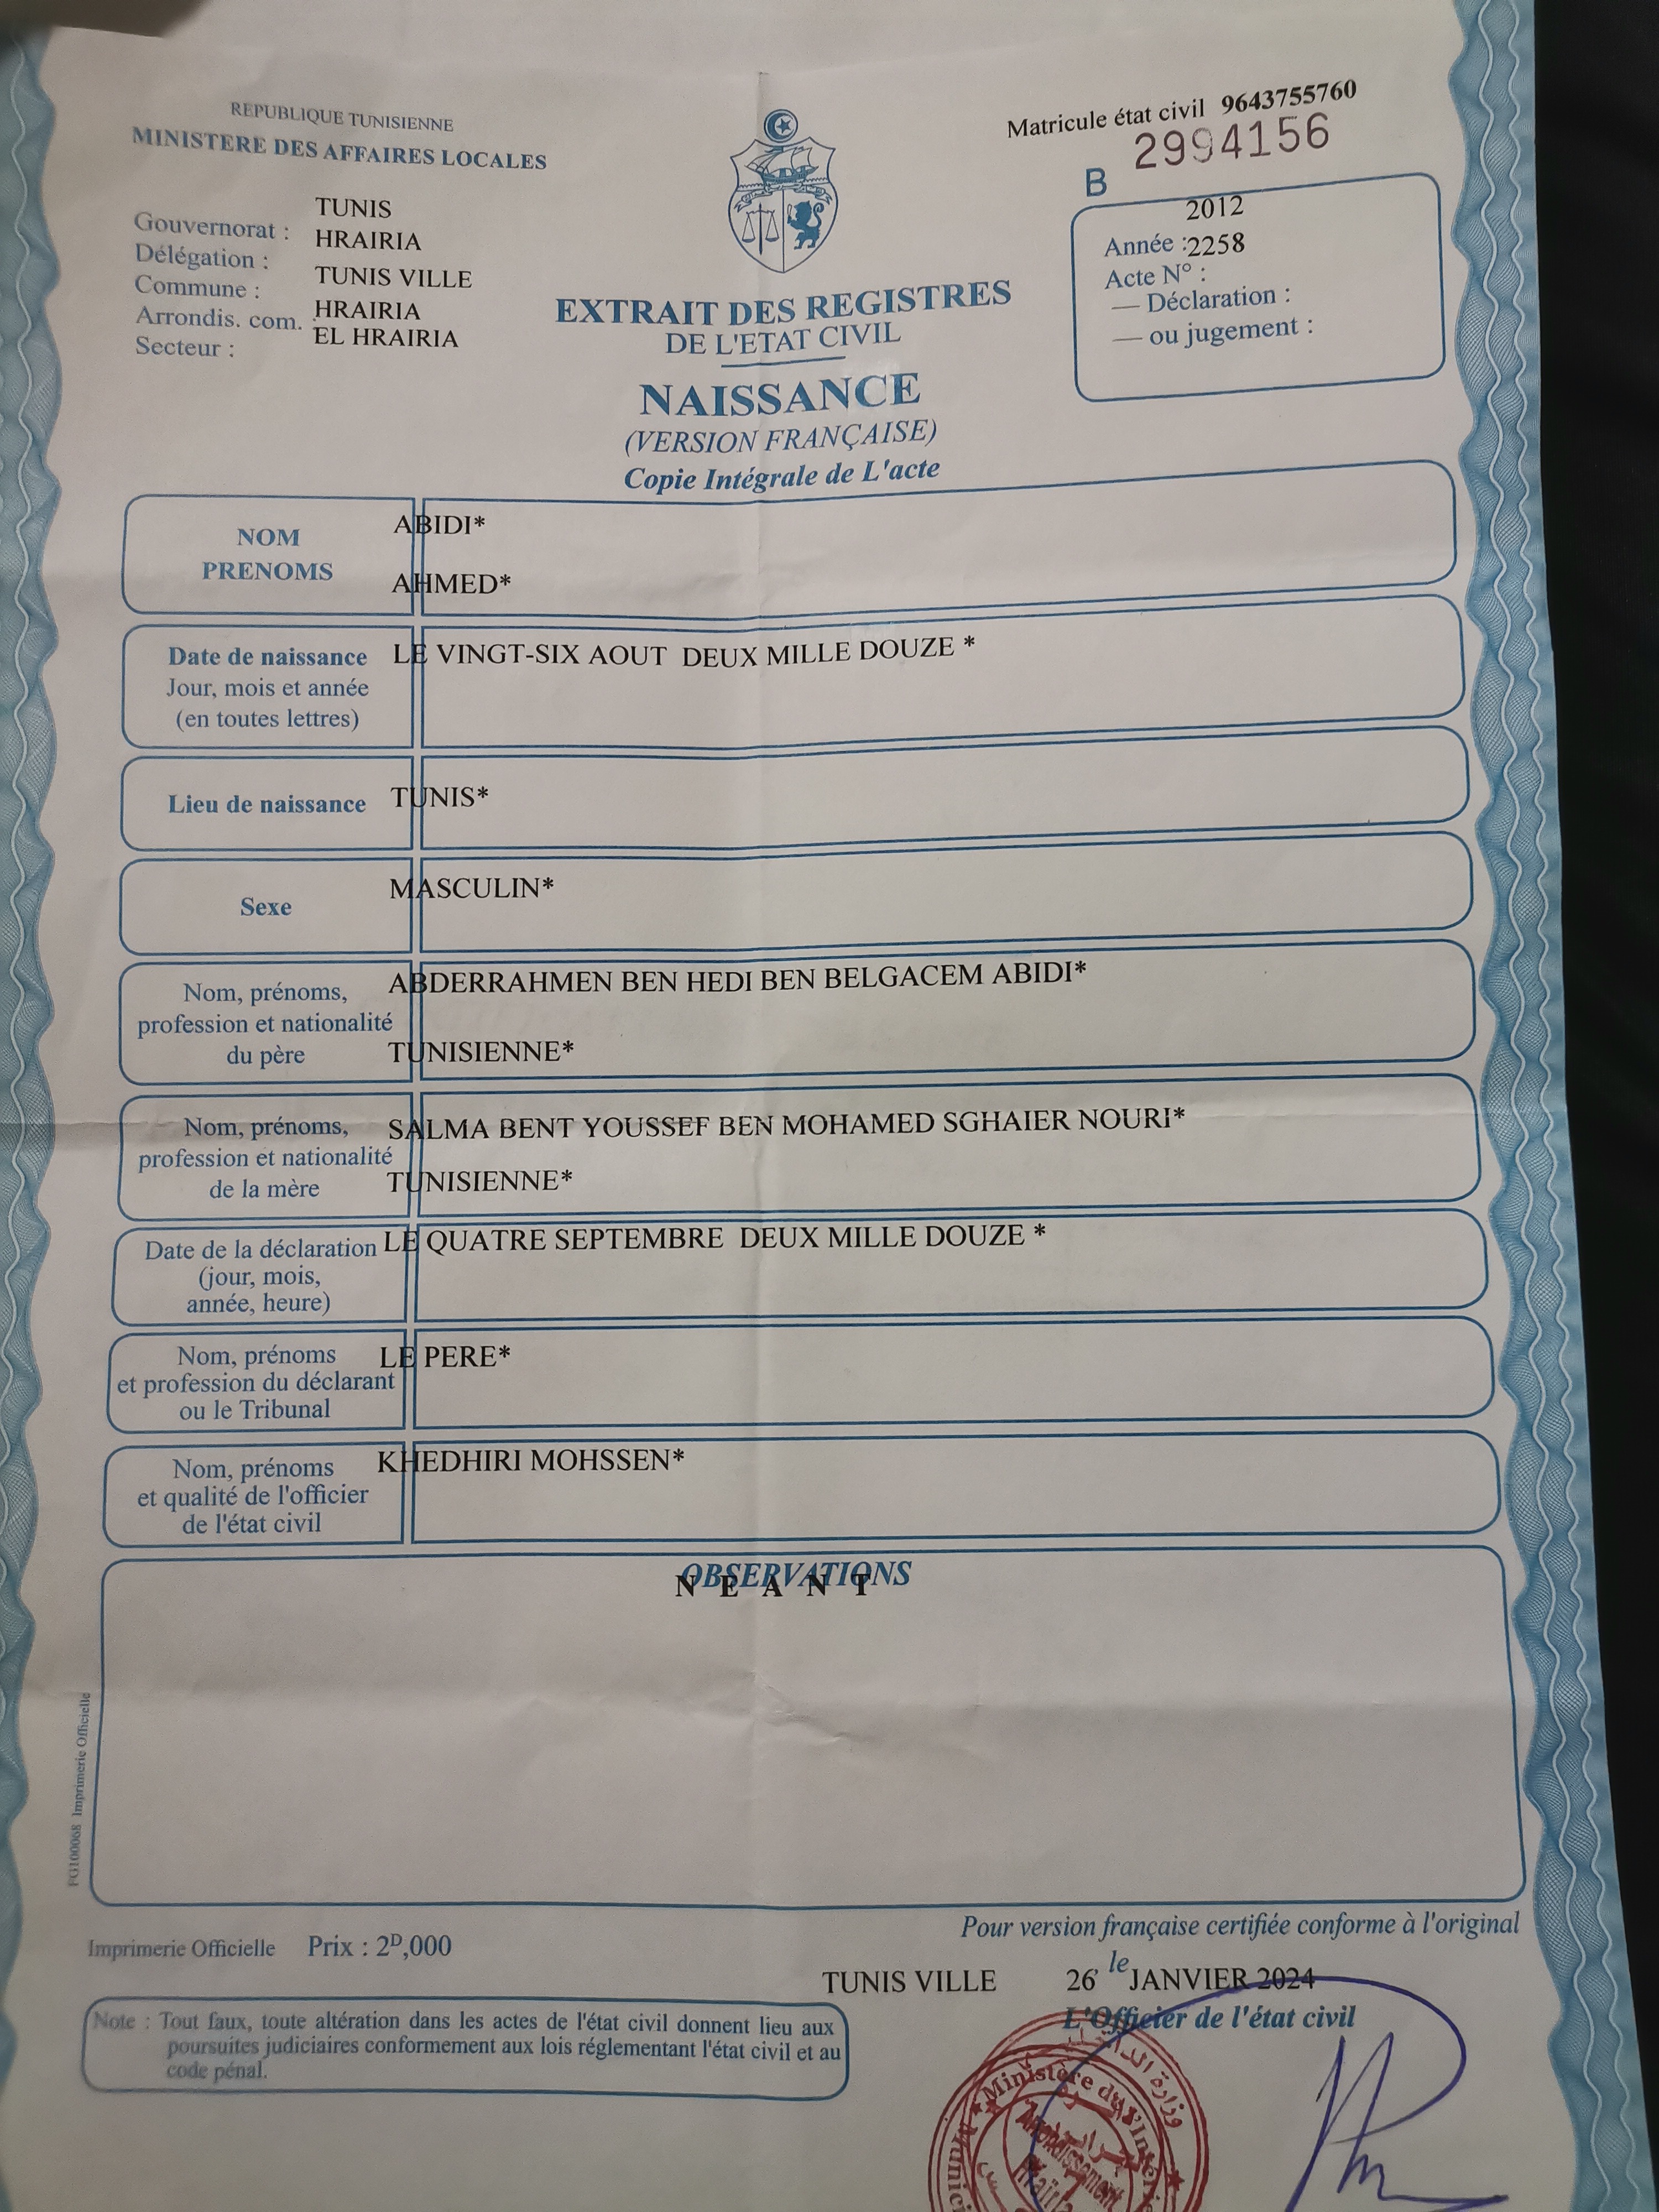 REPUBLIQUE TUNISIENNE
MINISTERE DES AFFAIRES LOCALES
Matricule état civil 9643755760
B 2994156
Gouvernorat : TUNIS
Délégation : HRAIRIA
Commune : TUNIS VILLE
Arrondis. com. : HRAIRIA
Secteur : EL HRAIRIA
2012
Année :2258
Acte N° :
— Déclaration :
— ou jugement :
EXTRAIT DES REGISTRES
DE L'ETAT CIVIL
NAISSANCE
(VERSION FRANÇAISE)
Copie Intégrale de L'acte
NOM
PRENOMS
ABIDI*
AHMED*
Date de naissance
Jour, mois et année
(en toutes lettres)
LE VINGT-SIX AOUT DEUX MILLE DOUZE *
Lieu de naissance
TUNIS*
Sexe
MASCULIN*
Nom, prénoms,
profession et nationalité
du père
ABDERRAHMEN BEN HEDI BEN BELGACEM ABIDI*
TUNISIENNE*
Nom, prénoms,
profession et nationalité
de la mère
SALMA BENT YOUSSEF BEN MOHAMED SGHAIER NOURI*
TUNISIENNE*
Date de la déclaration
(jour, mois,
année, heure)
LE QUATRE SEPTEMBRE DEUX MILLE DOUZE *
Nom, prénoms
et profession du déclarant
ou le Tribunal
LE PERE*
Nom, prénoms
et qualité de l'officier
de l'état civil
KHEDHIRI MOHSSEN*
OBSERVATIONS
N E A N T
FG100068 Imprimerie Officielle
Imprimerie Officielle Prix : 2D,000
Pour version française certifiée conforme à l'original
TUNIS VILLE le 26 JANVIER 2024
L'Officier de l'état civil
Note : Tout faux, toute altération dans les actes de l'état civil donnent lieu aux
poursuites judiciaires conformement aux lois réglementant l'état civil et au
code pénal.
وزارة الدا
Ministère de l'Inté
Arrondissement